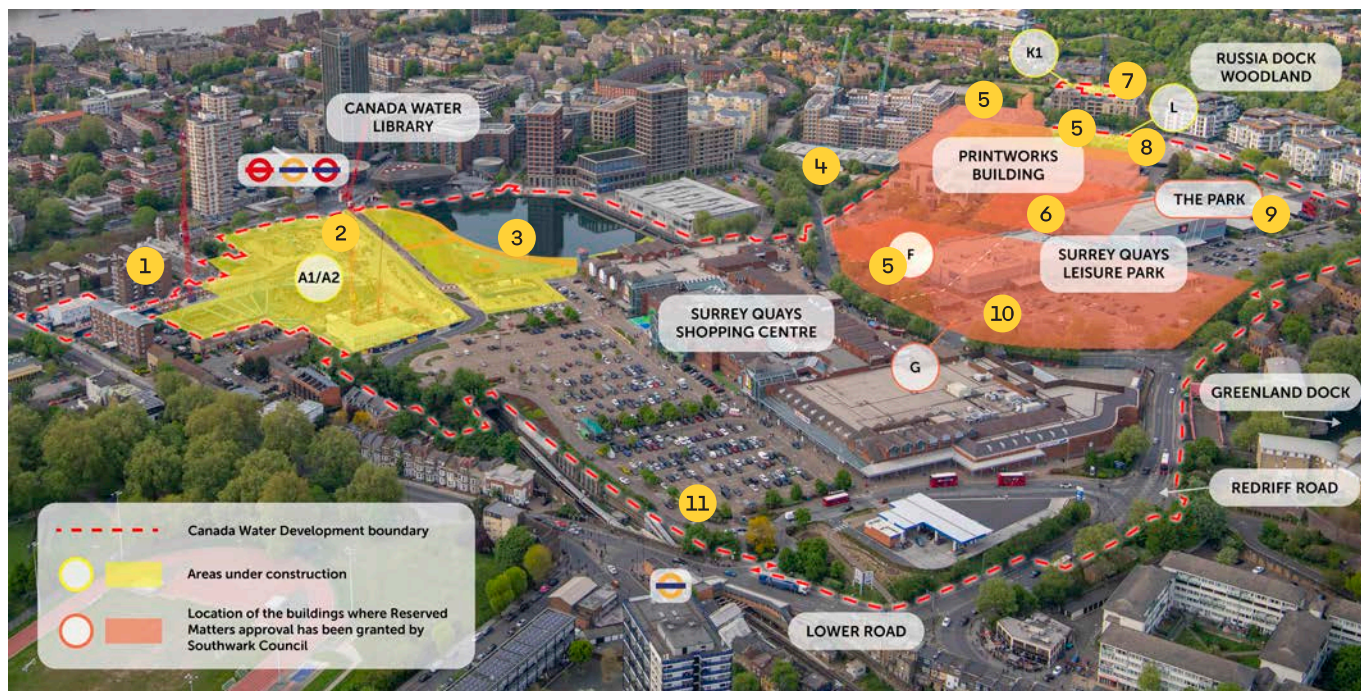 K1
7
RUSSIA DOCK
WOODLAND
CANADA WATER
LIBRARY
5
L
5
8
PRINTWORKS
BUILDING
4
THE PARK
9
6
1
2
3
A1/A2
F
5
SURREY QUAYS
LEISURE PARK
SURREY QUAYS
SHOPPING CENTRE
10
G
GREENLAND DOCK
REDRIFF ROAD
11
LOWER ROAD
Canada Water Development boundary
Areas under construction
Location of the buildings where Reserved
Matters approval has been granted by
Southwark Council